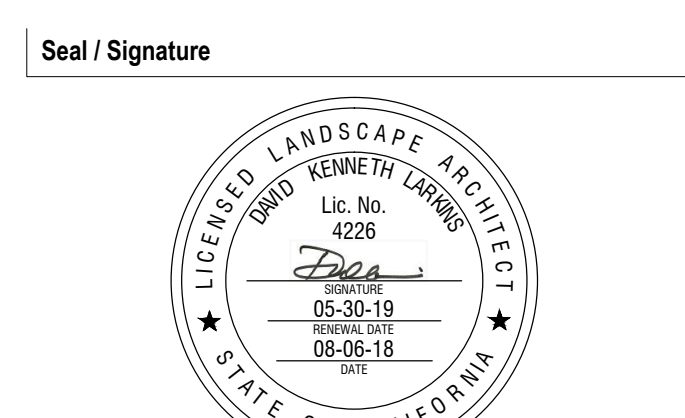 Seal / Signature
LICENSED LANDSCAPE ARCHITECT
DAVID KENNETH LARKINS
Lic. No.
4226
SIGNATURE
05-30-19
RENEWAL DATE
08-06-18
DATE
STATE